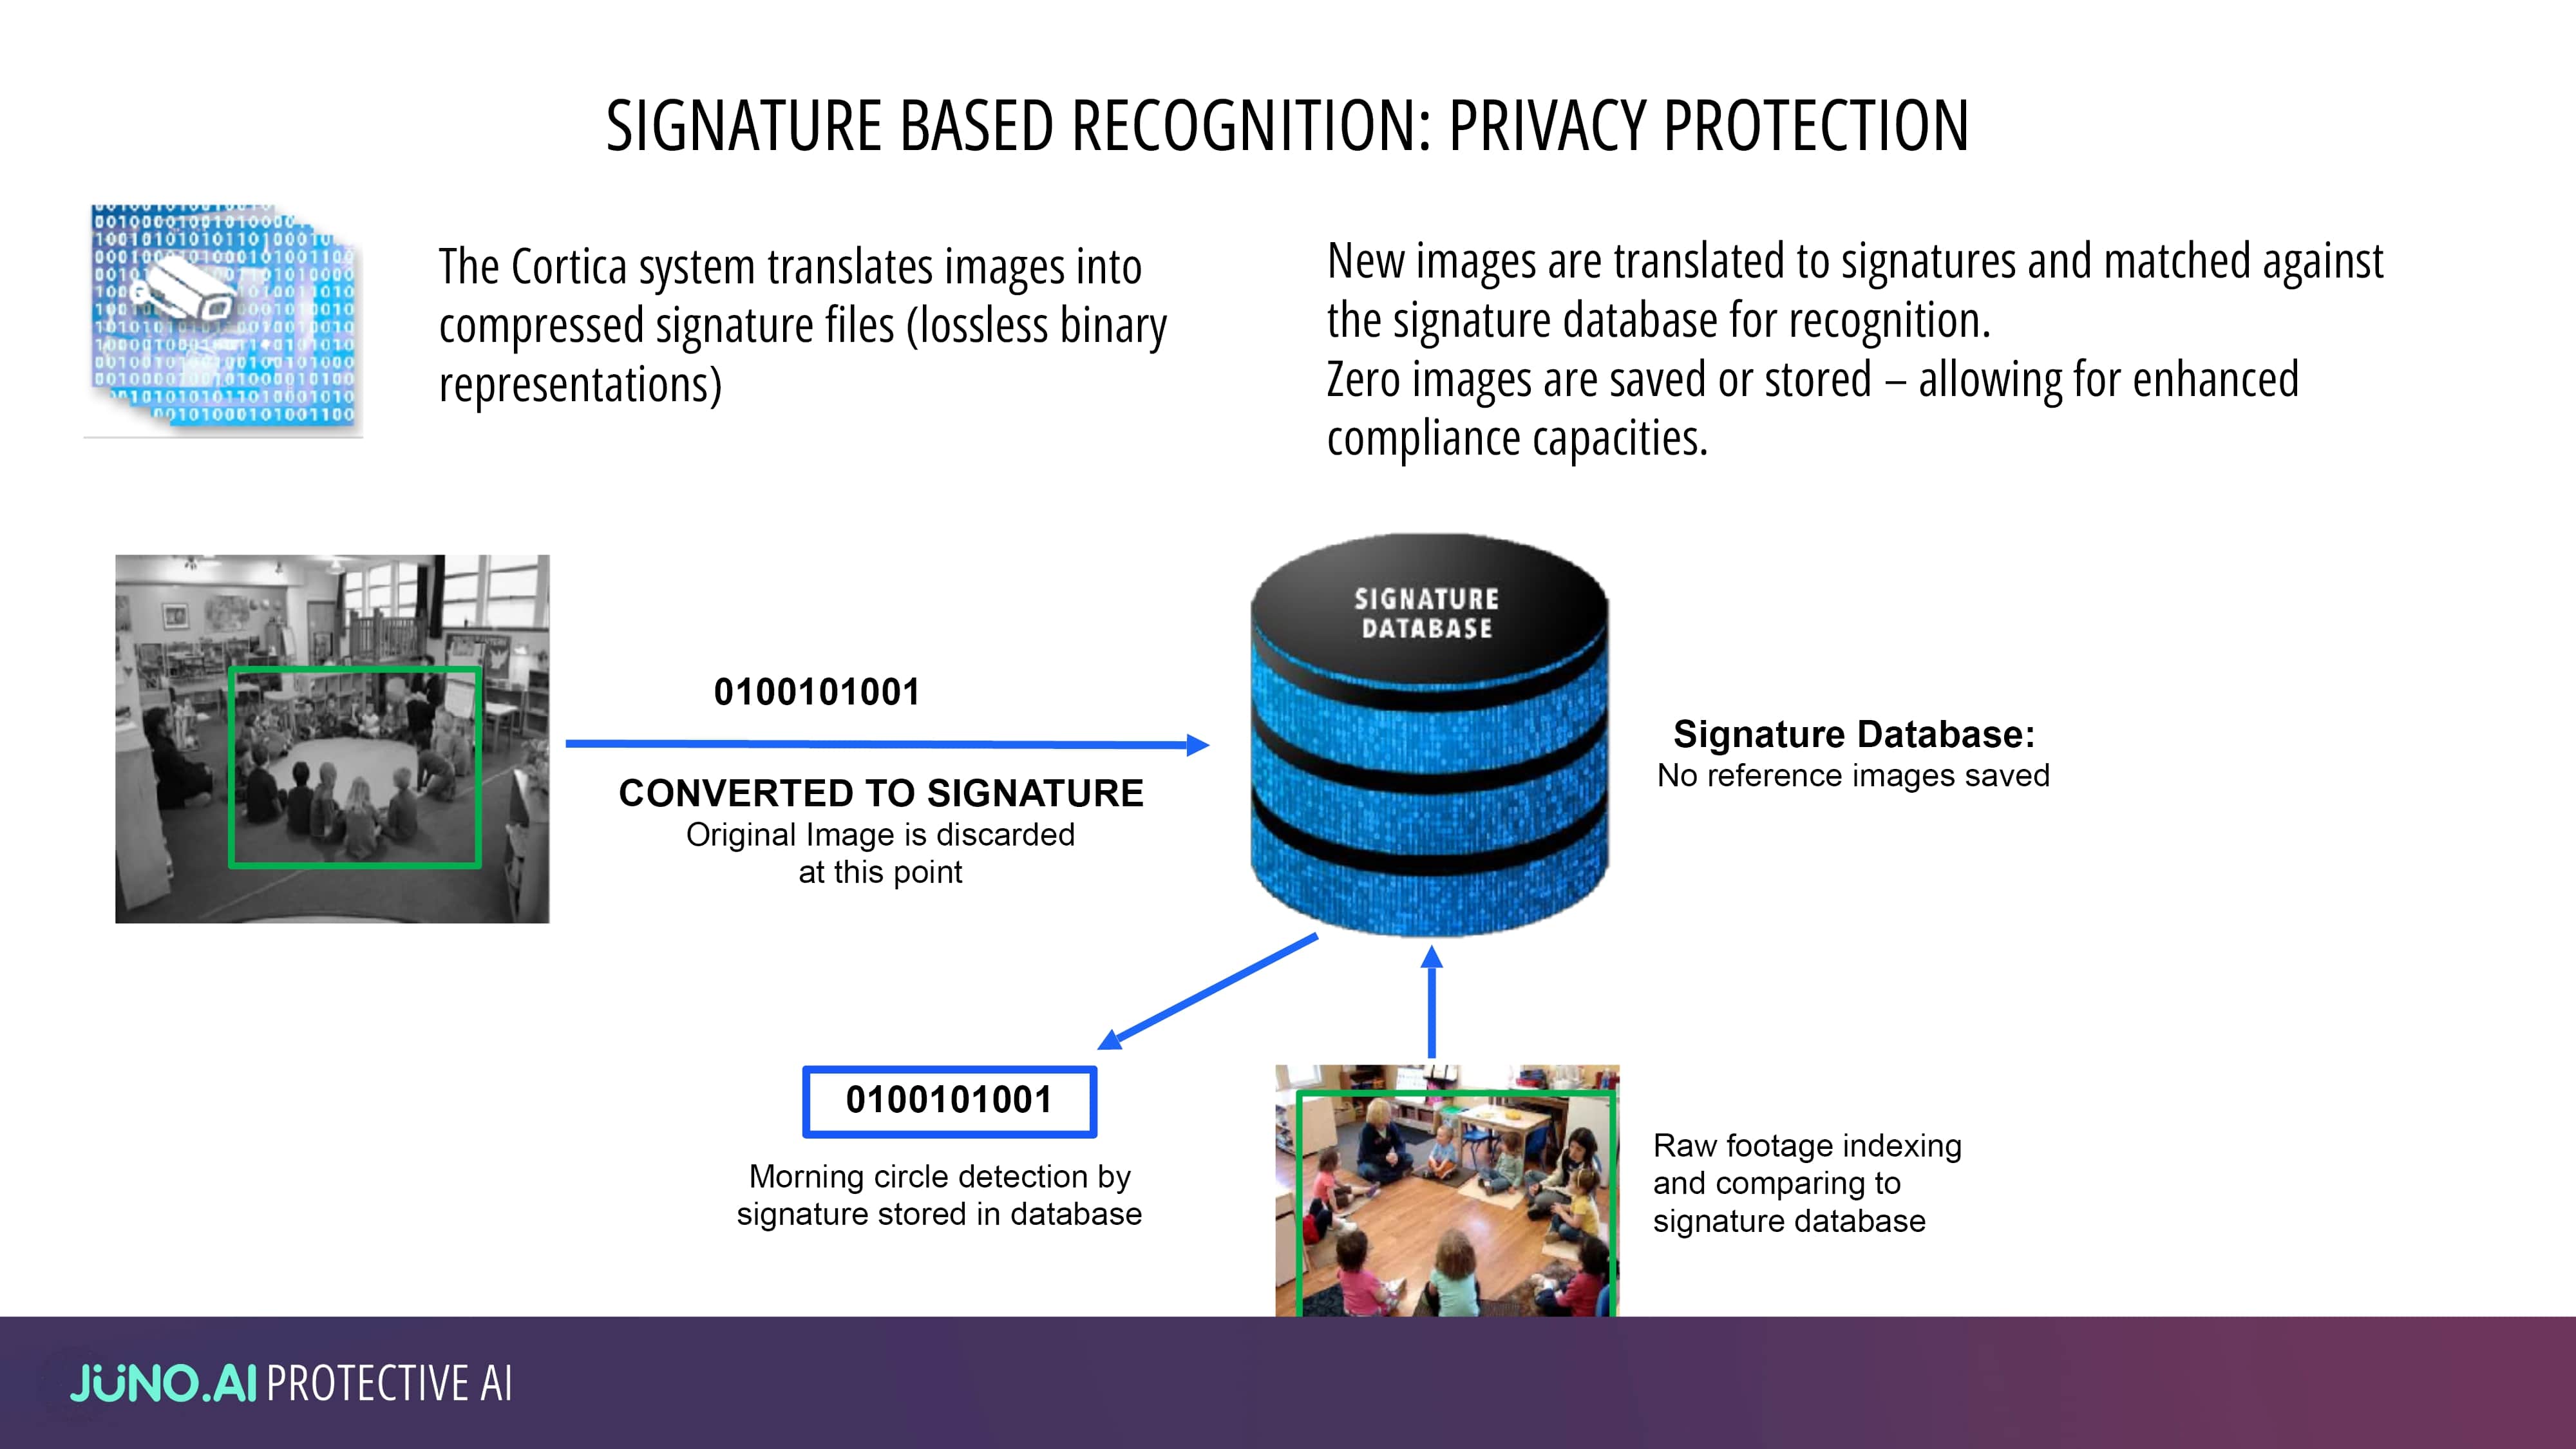 SIGNATURE BASED RECOGNITION: PRIVACY PROTECTION
The Cortica system translates images into
compressed signature files (lossless binary
representations)
New images are translated to signatures and matched against
the signature database for recognition.
Zero images are saved or stored – allowing for enhanced
compliance capacities.
SIGNATURE
DATABASE
0100101001
CONVERTED TO SIGNATURE
Original Image is discarded
at this point
Signature Database:
No reference images saved
0100101001
Morning circle detection by
signature stored in database
Raw footage indexing
and comparing to
signature database
JÜNO.AI PROTECTIVE AI